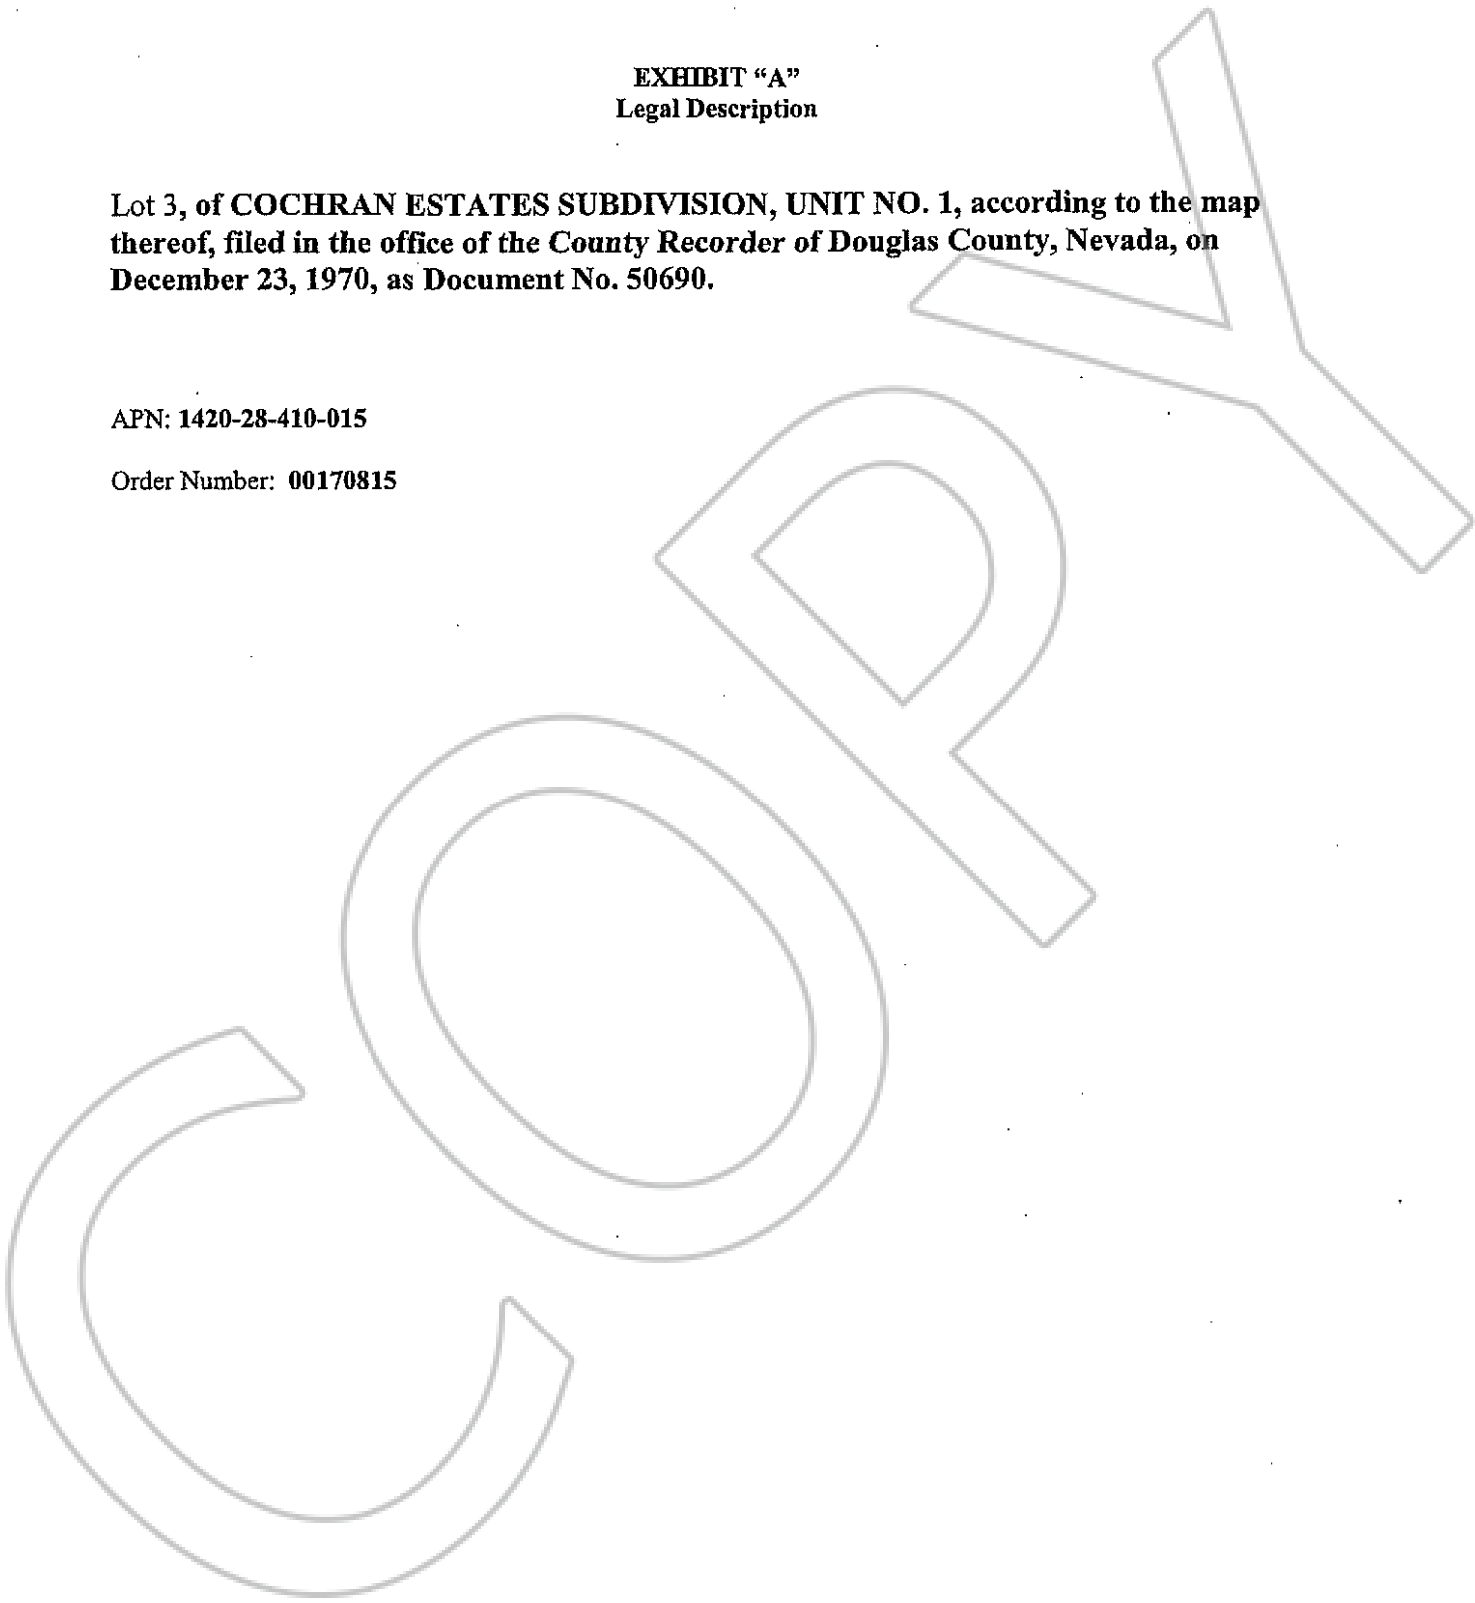 EXHIBIT “A”
Legal Description
Lot 3, of COCHRAN ESTATES SUBDIVISION, UNIT NO. 1, according to the map
thereof, filed in the office of the County Recorder of Douglas County, Nevada, on
December 23, 1970, as Document No. 50690.
APN: 1420-28-410-015
Order Number: 00170815
COPY